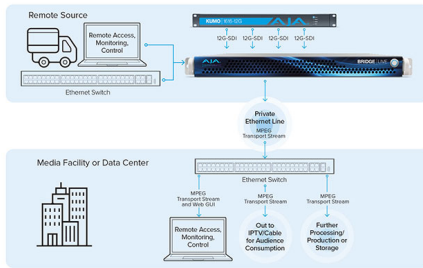 Remote Source
Remote Access,
Monitoring,
Control
Ethernet Switch
KUMO 1616-12G
AJA
12G-SDI 12G-SDI 12G-SDI 12G-SDI
AJA
BRIDGE LIVE
Private
Ethernet Line
MPEG
Transport Stream
Media Facility or Data Center
Ethernet Switch
MPEG
Transport Stream
and Web GUI
MPEG
Transport Stream
MPEG
Transport Stream
Remote Access,
Monitoring,
Control
Out to
IPTV/Cable
for Audience
Consumption
Further
Processing/
Production or
Storage